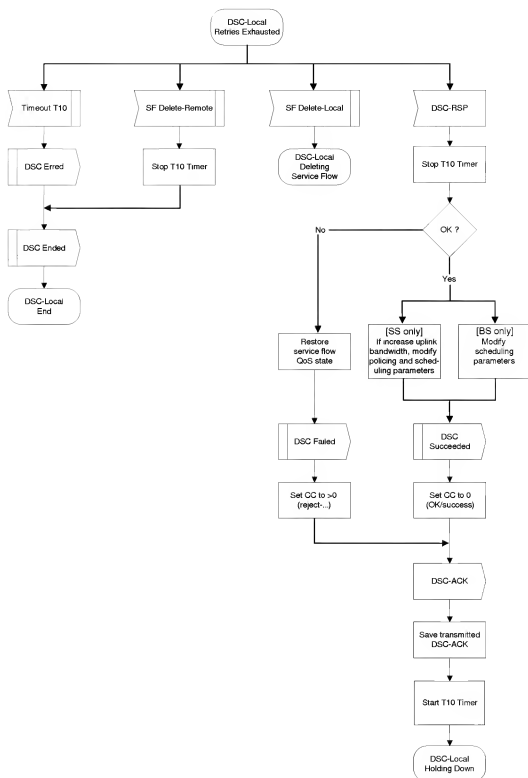 DSC-Local
Retries Exhausted
Timeout T10
SF Delete-Remote
SF Delete-Local
DSC-RSP
DSC Erred
Stop T10 Timer
DSC-Local
Deleting
Service Flow
Stop T10 Timer
DSC Ended
No
OK ?
Yes
DSC-Local
End
Restore
service flow
QoS state
[SS only]
If increase uplink
bandwidth, modify
policing and sched-
uling parameters
[BS only]
Modify
scheduling
parameters
DSC Failed
DSC
Succeeded
Set CC to >0
(reject-...)
Set CC to 0
(OK/success)
DSC-ACK
Save transmitted
DSC-ACK
Start T10 Timer
DSC-Local
Holding Down